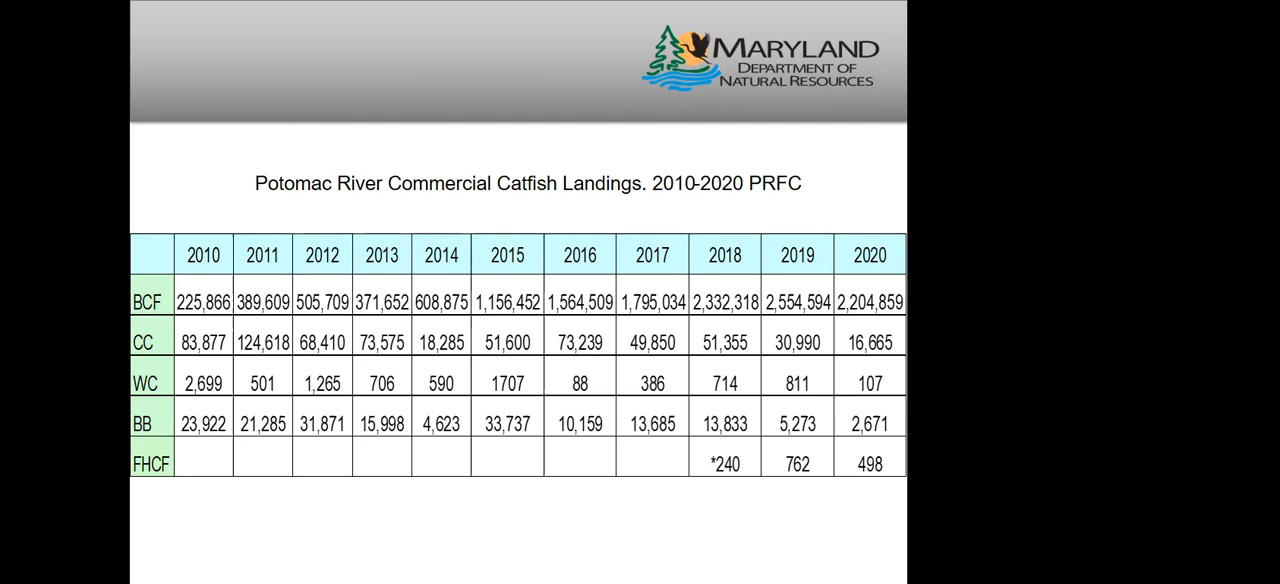 MARYLAND
DEPARTMENT OF
NATURAL RESOURCES
Potomac River Commercial Catfish Landings. 2010-2020 PRFC
2010 2011 2012 2013 2014 2015 2016 2017 2018 2019 2020
BCF 225,866 389,609 505,709 371,652 608,875 1,156,452 1,564,509 1,795,034 2,332,318 2,554,594 2,204,859
CC 83,877 124,618 68,410 73,575 18,285 51,600 73,239 49,850 51,355 30,990 16,665
WC 2,699 501 1,265 706 590 1707 88 386 714 811 107
BB 23,922 21,285 31,871 15,998 4,623 33,737 10,159 13,685 13,833 5,273 2,671
FHCF *240 762 498